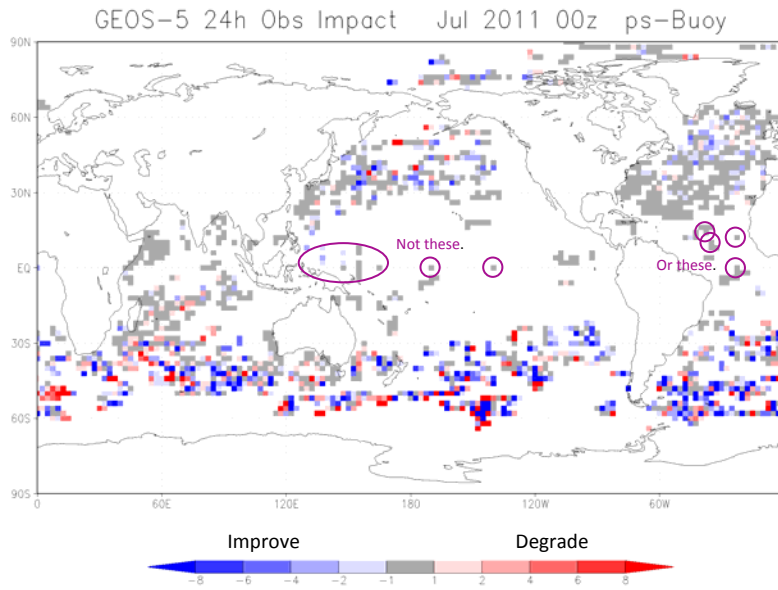 GEOS-5 24h Obs Impact Jul 2011 00z ps-Buoy
90N
60N
30N
EQ
30S
60S
90S
Not these.
Or these.
0
60E
120E
180
120W
60W
Improve Degrade
-8 -6 -4 -2 -1 1 2 4 6 8